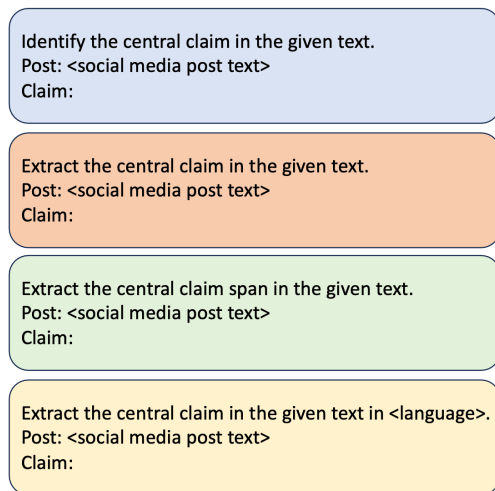 Identify the central claim in the given text.
Post: <social media post text>
Claim:
Extract the central claim in the given text.
Post: <social media post text>
Claim:
Extract the central claim span in the given text.
Post: <social media post text>
Claim:
Extract the central claim in the given text in <language>.
Post: <social media post text>
Claim: